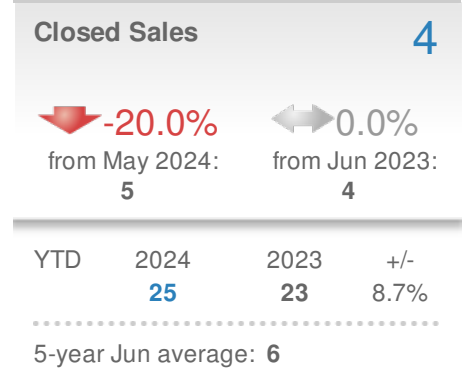 Closed Sales 4
-20.0% 0.0%
from May 2024: from Jun 2023:
5 4
YTD 2024 2023 +/-
25 23 8.7%
5-year Jun average: 6